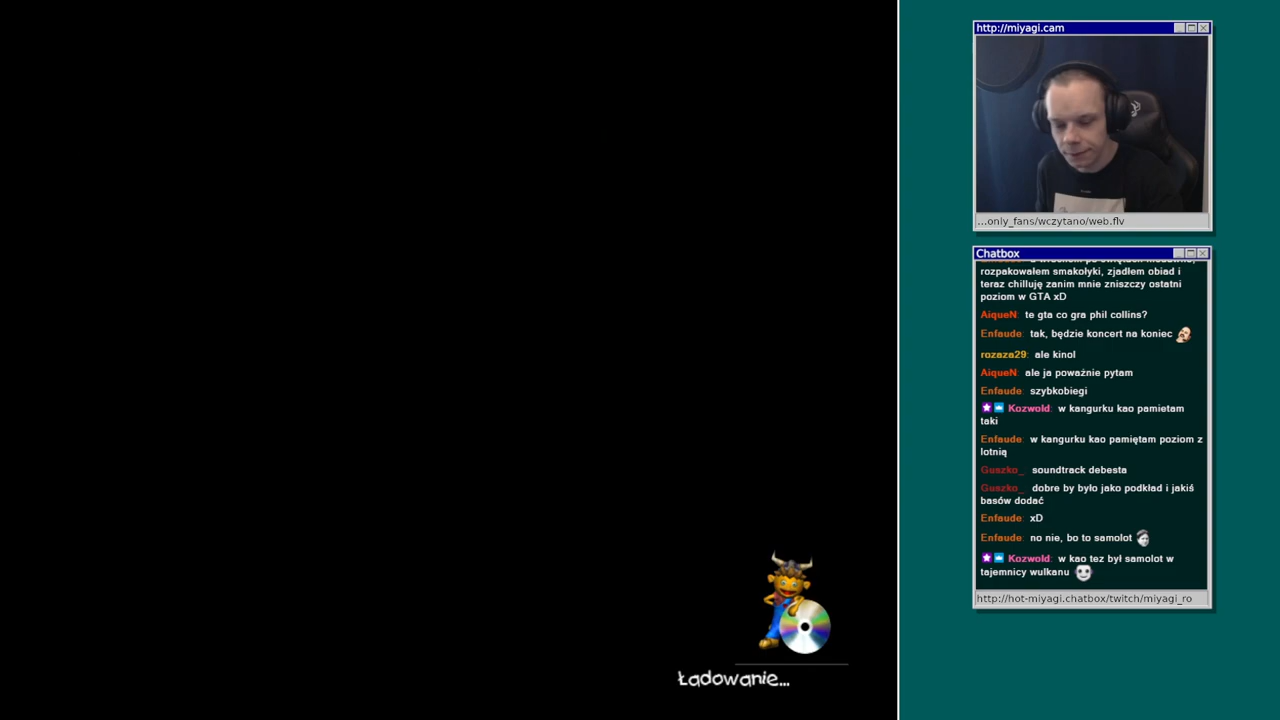 http://miyagi.cam
...only_fans/wczytano/web.flv
Chatbox
rozpakowałem smakołyki, zjadłem obiad i
teraz chilluję zanim mnie zniszczy ostatni
poziom w GTA xD
AiqueN: te gta co gra phil collins?
Enfaude: tak, będzie koncert na koniec
rozaza29: ale kinol
AiqueN: ale ja poważnie pytam
Enfaude: szybkobiegi
Kozwold: w kangurku kao pamietam
taki
Enfaude: w kangurku kao pamiętam poziom z
lotnią
Guszko_: soundtrack debesta
Guszko_: dobre by było jako podkład i jakiś
basów dodać
Enfaude: xD
Enfaude: no nie, bo to samolot
Kozwold: w kao tez był samolot w
tajemnicy wulkanu
http://hot-miyagi.chatbox/twitch/miyagi_ro
Ładowanie...